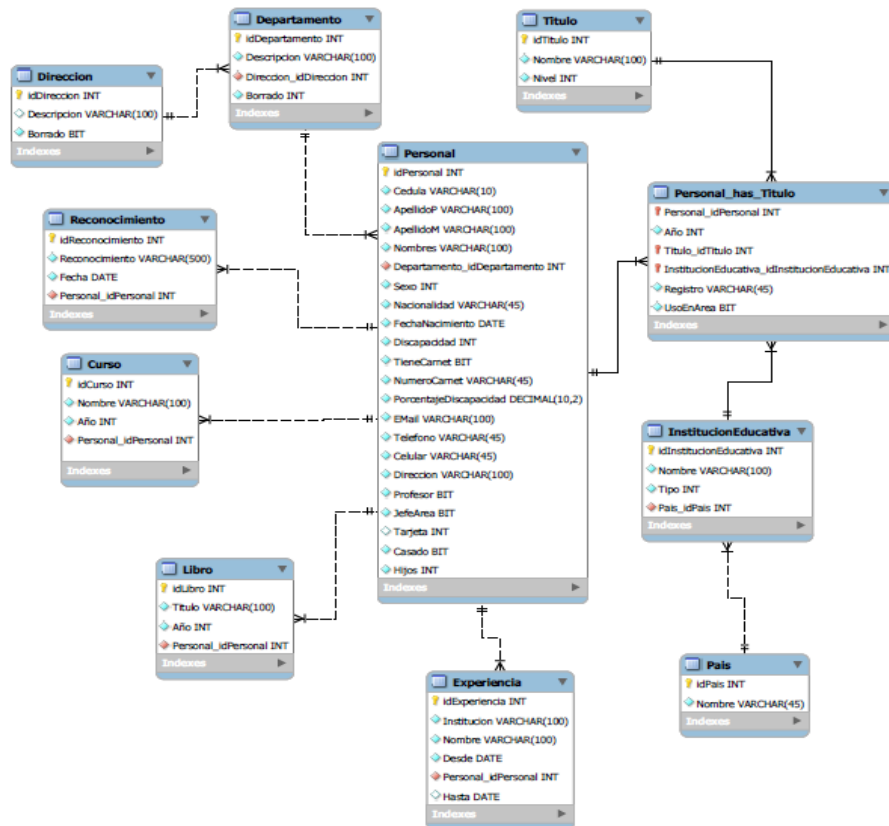 Departamento
idDepartamento INT
Descripcion VARCHAR(100)
Direccion_idDireccion INT
Borrado INT
Indexes
Titulo
idTitulo INT
Nombre VARCHAR(100)
Nivel INT
Indexes
Direccion
idDireccion INT
Descripcion VARCHAR(100)
Borrado BIT
Indexes
Personal
idPersonal INT
Cedula VARCHAR(10)
ApellidoP VARCHAR(100)
ApellidoM VARCHAR(100)
Nombres VARCHAR(100)
Departamento_idDepartamento INT
Sexo INT
Nacionalidad VARCHAR(45)
FechaNacimiento DATE
Discapacidad INT
TieneCarnet BIT
NumeroCarnet VARCHAR(45)
PorcentajeDiscapacidad DECIMAL(10,2)
EMail VARCHAR(100)
Telefono VARCHAR(45)
Celular VARCHAR(45)
Direccion VARCHAR(100)
Profesor BIT
JefeArea BIT
Tarjeta INT
Casado BIT
Hijos INT
Indexes
Personal_has_Titulo
Personal_idPersonal INT
Año INT
Titulo_idTitulo INT
InstitucionEducativa_idInstitucionEducativa INT
Registro VARCHAR(45)
UsoEnArea BIT
Indexes
Reconocimiento
idReconocimiento INT
Reconocimiento VARCHAR(500)
Fecha DATE
Personal_idPersonal INT
Indexes
Curso
idCurso INT
Nombre VARCHAR(100)
Año INT
Personal_idPersonal INT
Indexes
InstitucionEducativa
idInstitucionEducativa INT
Nombre VARCHAR(100)
Tipo INT
Pais_idPais INT
Indexes
Libro
idLibro INT
Titulo VARCHAR(100)
Año INT
Personal_idPersonal INT
Indexes
Pais
idPais INT
Nombre VARCHAR(45)
Indexes
Experiencia
idExperiencia INT
Institucion VARCHAR(100)
Nombre VARCHAR(100)
Desde DATE
Personal_idPersonal INT
Hasta DATE
Indexes